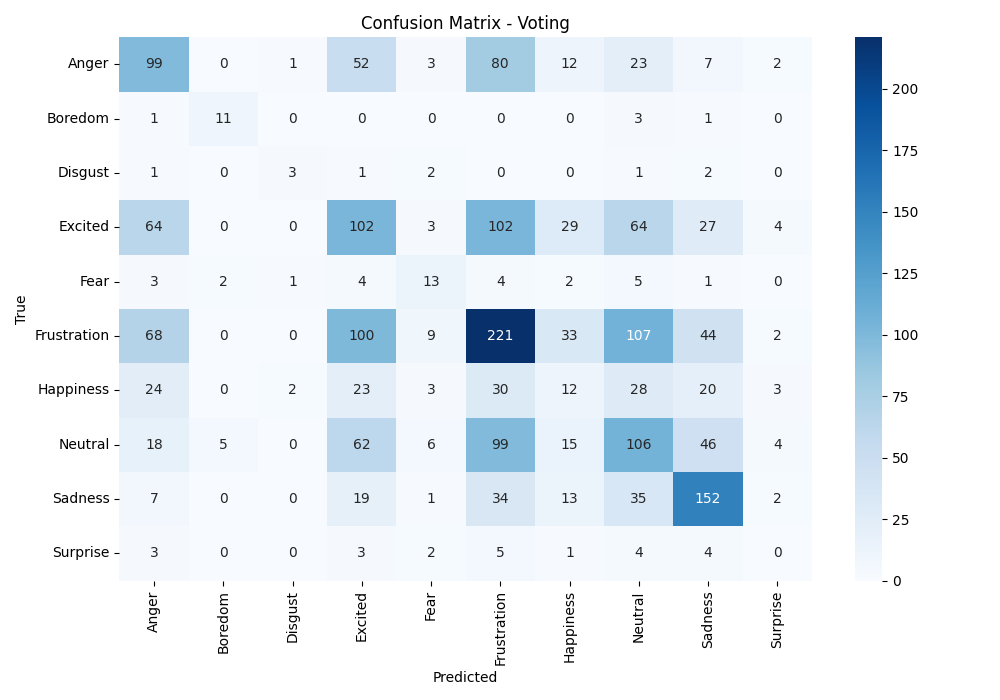 Confusion Matrix - Voting
Anger 99 0 1 52 3 80 12 23 7 2
Boredom 1 11 0 0 0 0 0 3 1 0
Disgust 1 0 3 1 2 0 0 1 2 0
Excited 64 0 0 102 3 102 29 64 27 4
Fear 3 2 1 4 13 4 2 5 1 0
Frustration 68 0 0 100 9 221 33 107 44 2
Happiness 24 0 2 23 3 30 12 28 20 3
Neutral 18 5 0 62 6 99 15 106 46 4
Sadness 7 0 0 19 1 34 13 35 152 2
Surprise 3 0 0 3 2 5 1 4 4 0
True
Anger Boredom Disgust Excited Fear Frustration Happiness Neutral Sadness Surprise
Predicted
200
175
150
125
100
75
50
25
0